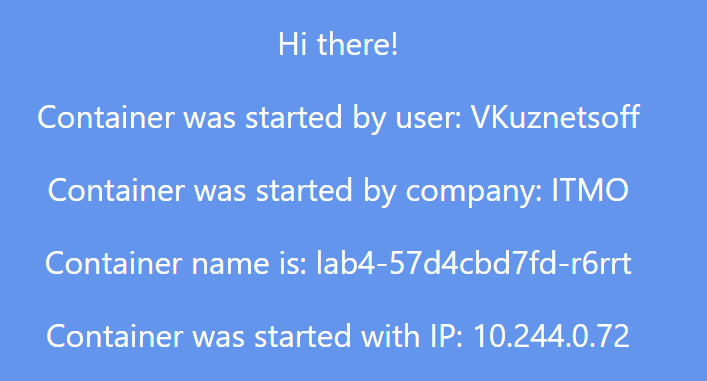 Hi there!
Container was started by user: VKuznetsoff
Container was started by company: ITMO
Container name is: lab4-57d4cbd7fd-r6rrt
Container was started with IP: 10.244.0.72